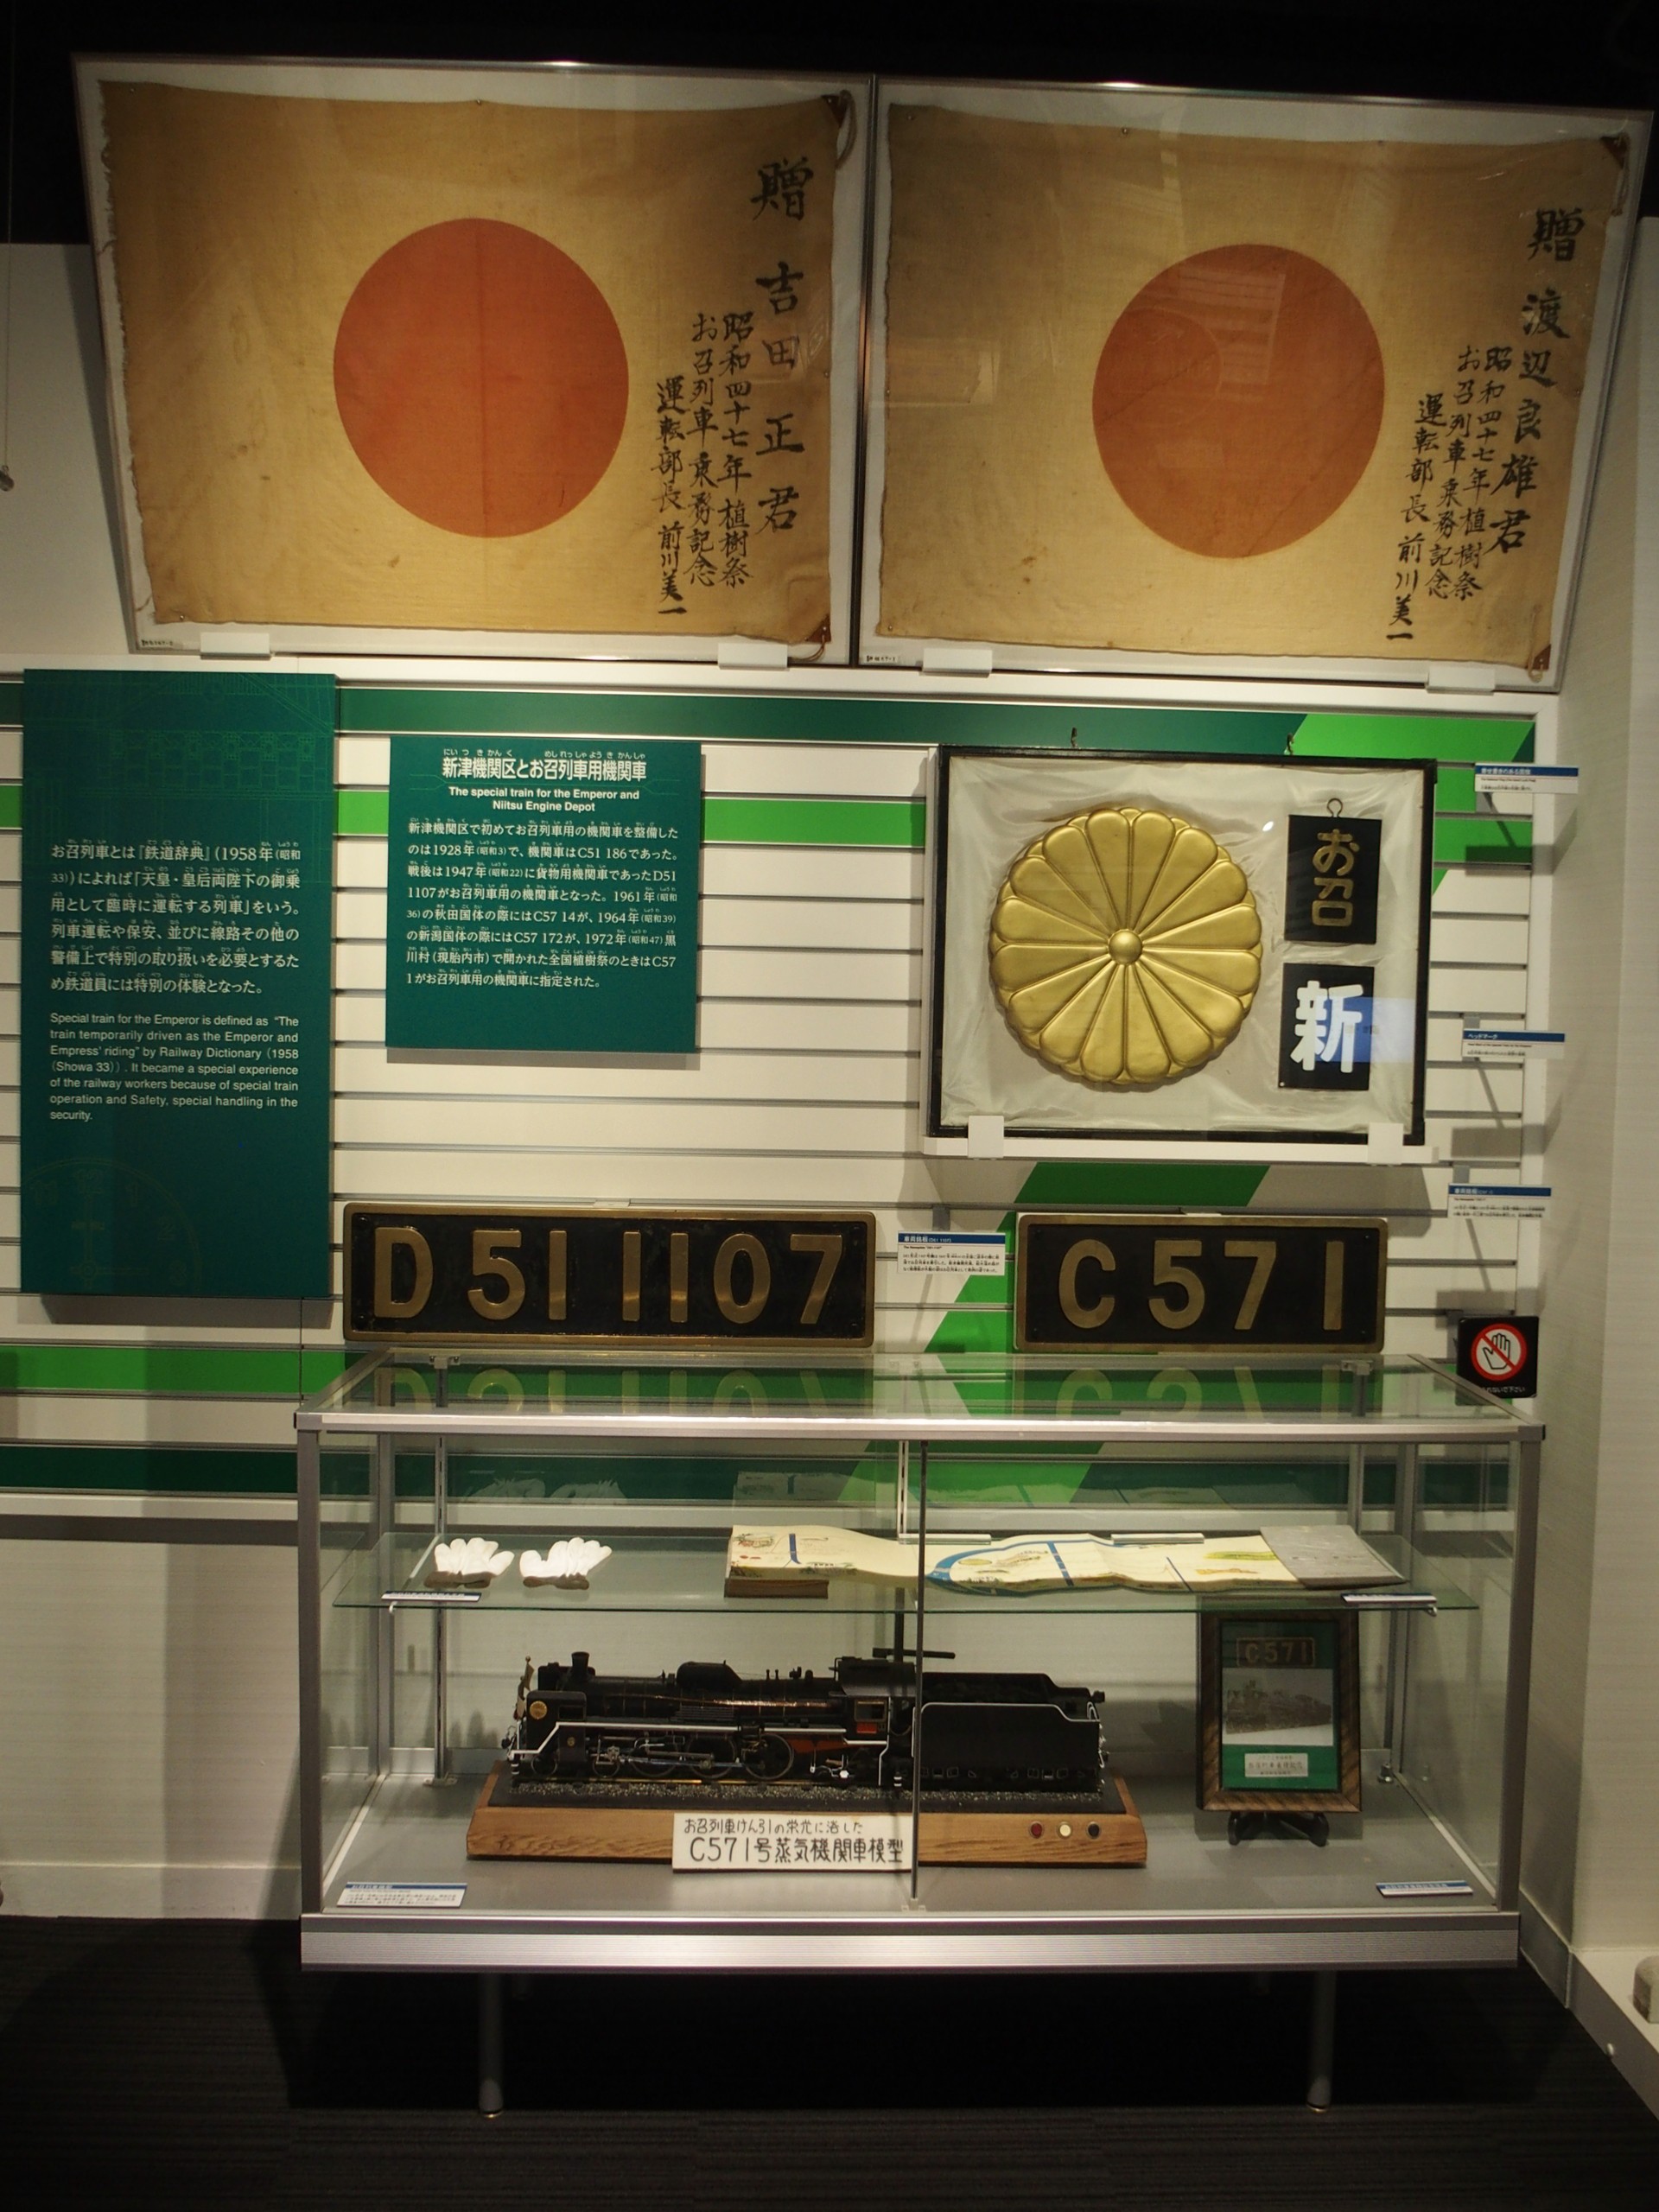 贈 吉田正君
昭和四十七年植樹祭
お召列車乗務記念
運転部長 前川美一
贈 渡辺良雄君
昭和四十七年植樹祭
お召列車乗務記念
運転部長 前川美一
お召列車とは『鉄道辞典』(1958年(昭和
33))によれば「天皇・皇后両陛下の御乗
用として臨時に運転する列車」をいう。
列車運転や保安、並びに線路その他の
警備上で特別の取り扱いを必要とするた
め鉄道員には特別の体験となった。
Special train for the Emperor is defined as “The
train temporarily driven as the Emperor and
Empress' riding” by Railway Dictionary (1958
(Showa 33)). It became a special experience
of the railway workers because of special train
operation and Safety, special handling in the
security.
新津機関区とお召列車用機関車
The special train for the Emperor and
Niitsu Engine Depot
新津機関区で初めてお召列車用の機関車を整備した
のは1928年(昭和3)で、機関車はC51 186であった。
戦後は1947年(昭和22)に貨物用機関車であったD51
1107がお召列車用の機関車となった。1961年(昭和
36)の秋田国体の際にはC57 14が、1964年(昭和39)
の新潟国体の際にはC57 172が、1972年(昭和47)黒
川村(現胎内市)で開かれた全国植樹祭のときはC57
1がお召列車用の機関車に指定された。
お召
新
D51 1107
C57 1
C571
お召列車けん引の栄光に浴した
C571号蒸気機関車模型